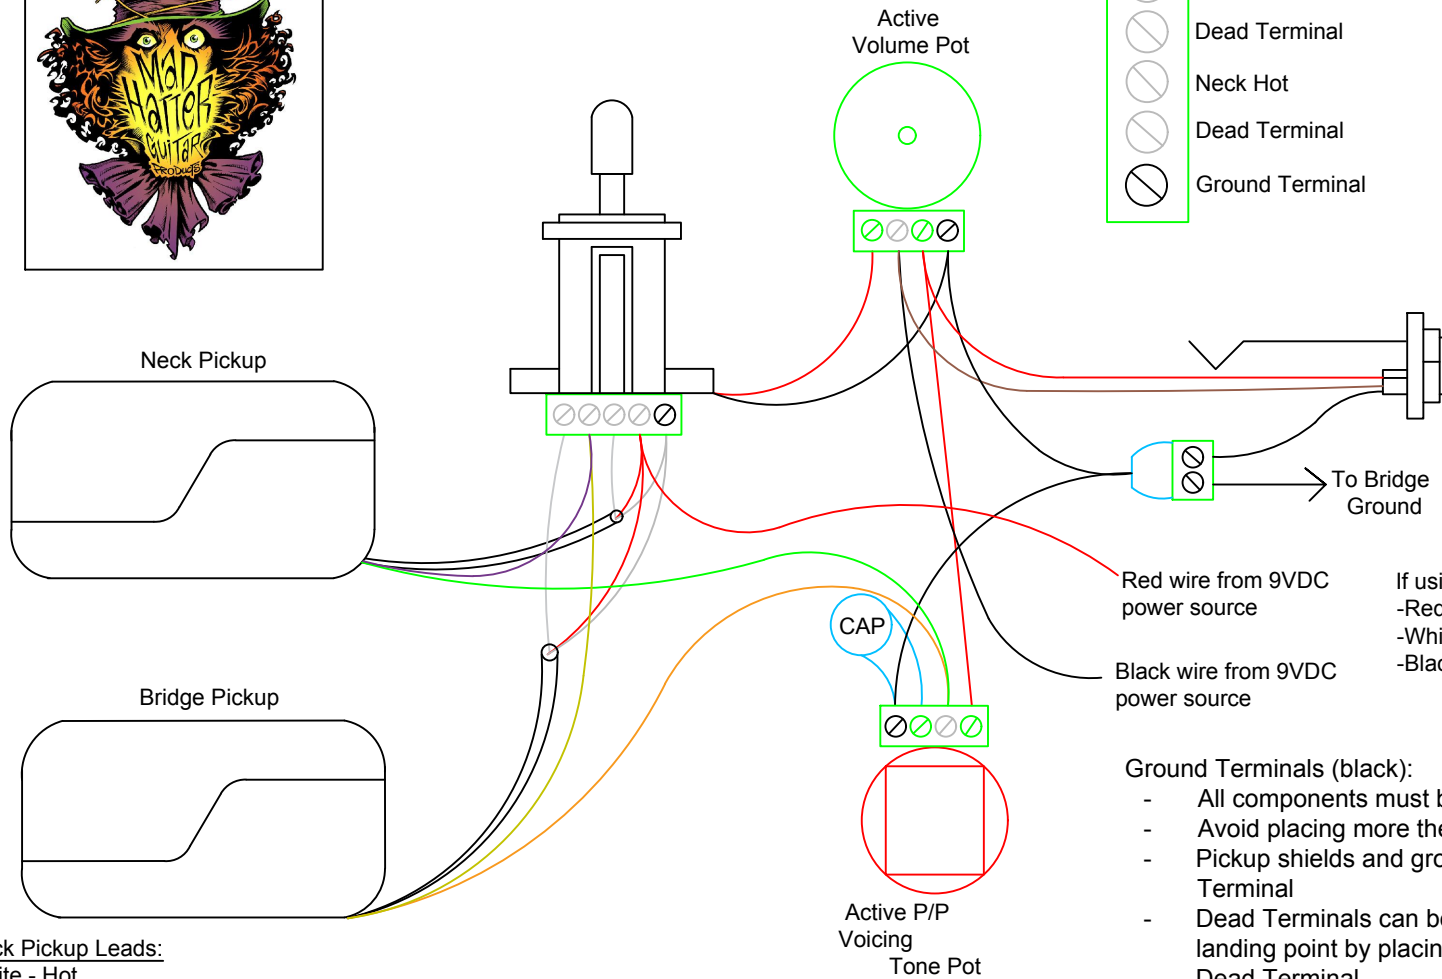 MAD
HATTER
GUITAR
PRODUCTS
Active
Volume Pot
Dead Terminal
Neck Hot
Dead Terminal
Ground Terminal
Neck Pickup
To Bridge
Ground
Red wire from 9VDC
power source
If usi
-Red
-Whi
-Blac
CAP
Black wire from 9VDC
power source
Bridge Pickup
Ground Terminals (black):
- All components must b
- Avoid placing more the
- Pickup shields and gro
Terminal
- Dead Terminals can be
landing point by placin
Dead Terminal
Active P/P
Voicing
Tone Pot
ck Pickup Leads:
ite - Hot